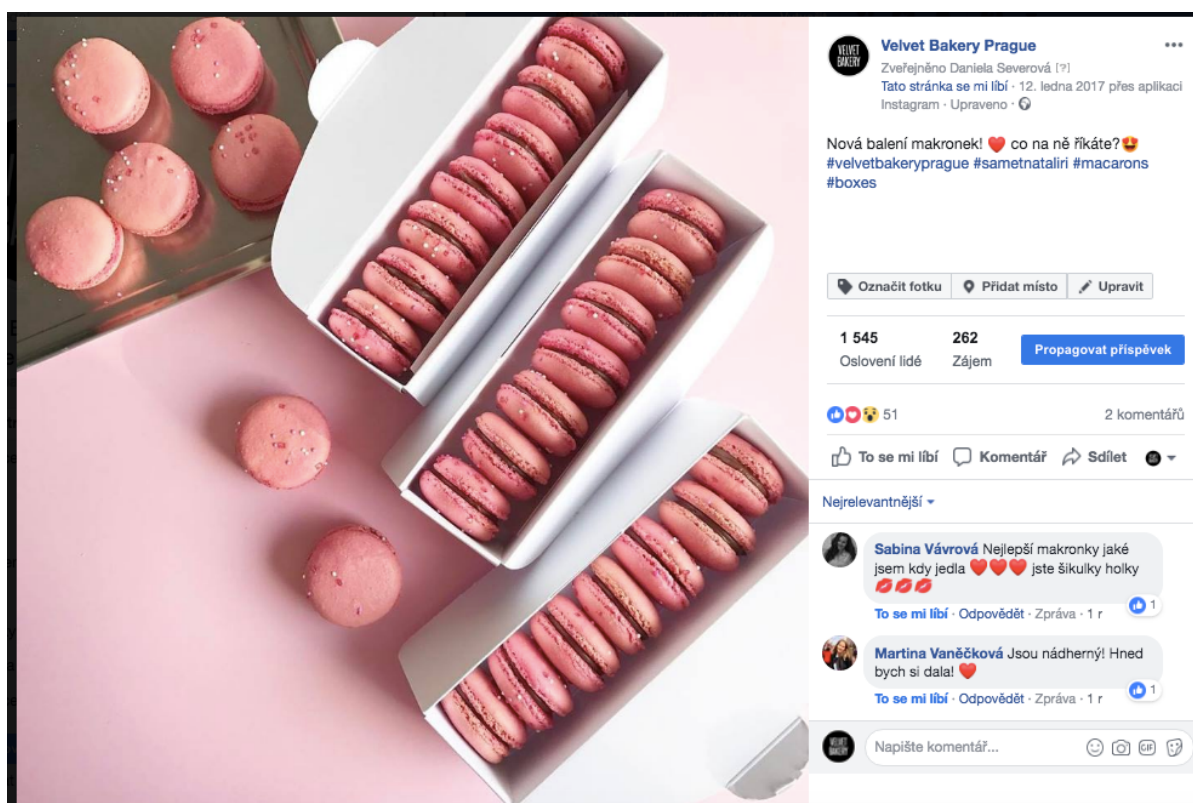 VELVET
BAKERY
Velvet Bakery Prague
Zveřejněno Daniela Severová [?]
Tato stránka se mi líbí · 12. ledna 2017 přes aplikaci
Instagram · Upraveno ·
Nová balení makronek! ❤️ co na ně říkáte?😍
#velvetbakeryprague #sametnataliri #macarons
#boxes
Označit fotku Přidat místo Upravit
1 545 262
Oslovení lidé Zájem
Propagovat příspěvek
51 2 komentářů
To se mi líbí Komentář Sdílet
Nejrelevantnější
Sabina Vávrová Nejlepší makronky jaké
jsem kdy jedla ❤️❤️❤️ jste šikulky holky
💋💋💋
1
To se mi líbí · Odpovědět · Zpráva · 1 r
Martina Vaněčková Jsou nádherný! Hned
bych si dala! ❤️
1
To se mi líbí · Odpovědět · Zpráva · 1 r
VELVET
BAKERY
Napište komentář...
GIF